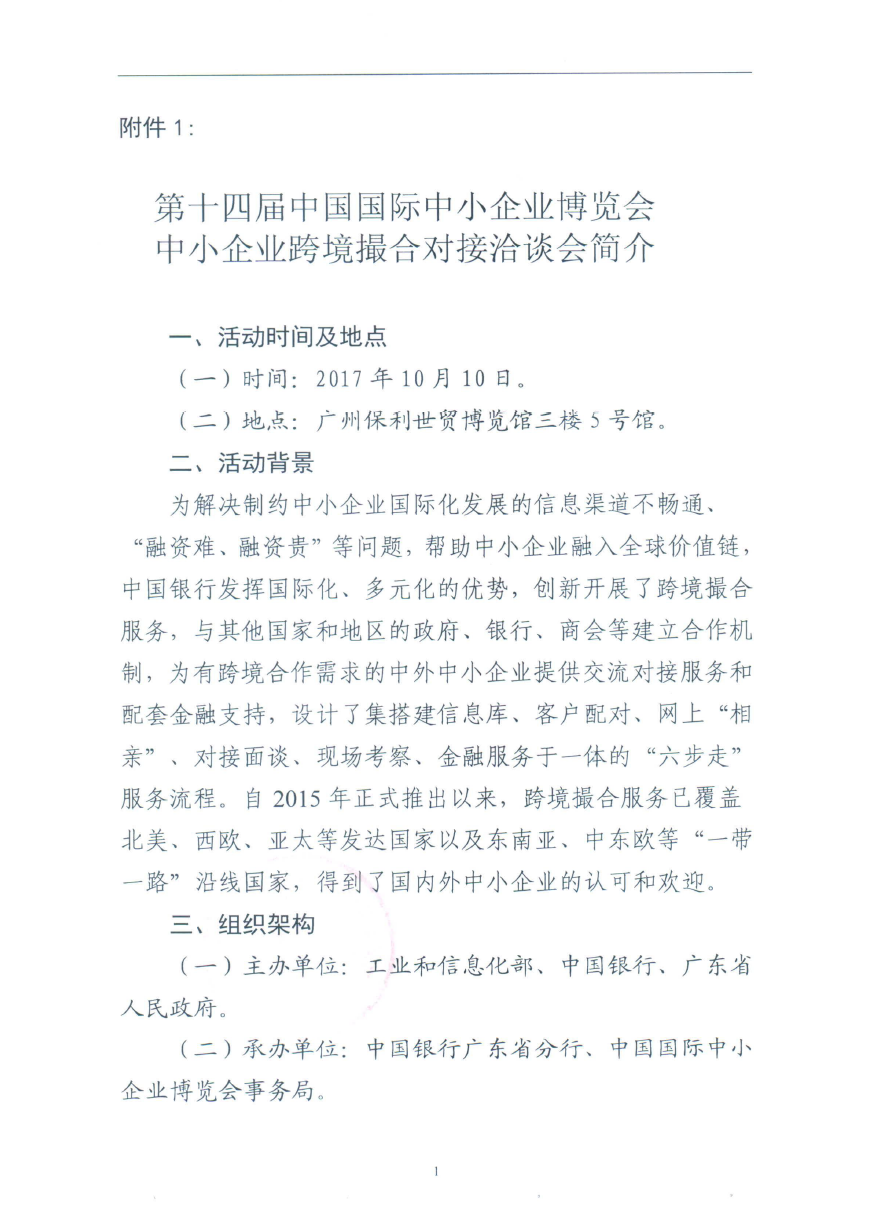 附件 1：
第十四届中国国际中小企业博览会
中小企业跨境撮合对接洽谈会简介
一、活动时间及地点
（一）时间：2017 年 10 月 10 日。
（二）地点：广州保利世贸博览馆三楼 5 号馆。
二、活动背景
为解决制约中小企业国际化发展的信息渠道不畅通、
“融资难、融资贵”等问题，帮助中小企业融入全球价值链，
中国银行发挥国际化、多元化的优势，创新开展了跨境撮合
服务，与其他国家和地区的政府、银行、商会等建立合作机
制，为有跨境合作需求的中外中小企业提供交流对接服务和
配套金融支持，设计了集搭建信息库、客户配对、网上“相
亲”、对接面谈、现场考察、金融服务于一体的“六步走”
服务流程。自 2015 年正式推出以来，跨境撮合服务已覆盖
北美、西欧、亚太等发达国家以及东南亚、中东欧等“一带
一路”沿线国家，得到了国内外中小企业的认可和欢迎。
三、组织架构
（一）主办单位：工业和信息化部、中国银行、广东省
人民政府。
（二）承办单位：中国银行广东省分行、中国国际中小
企业博览会事务局。
1